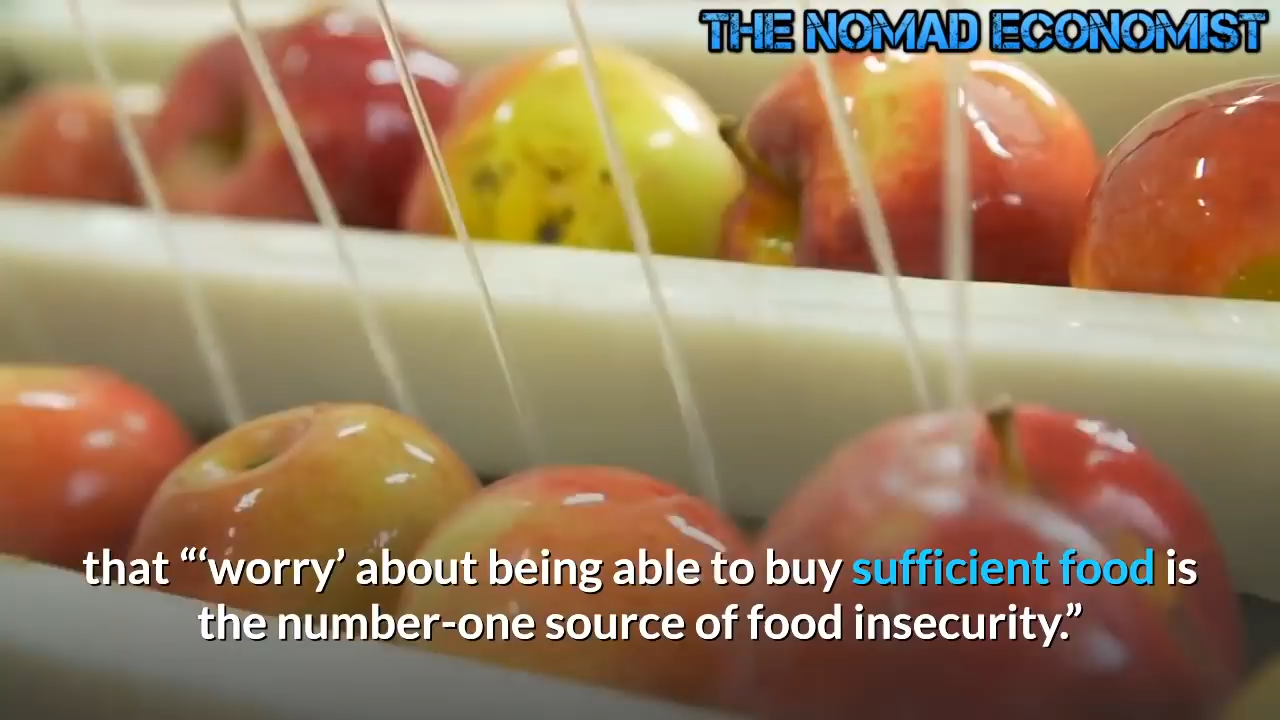 THE NOMAD ECONOMIST
that “‘worry’ about being able to buy sufficient food is
the number-one source of food insecurity.”